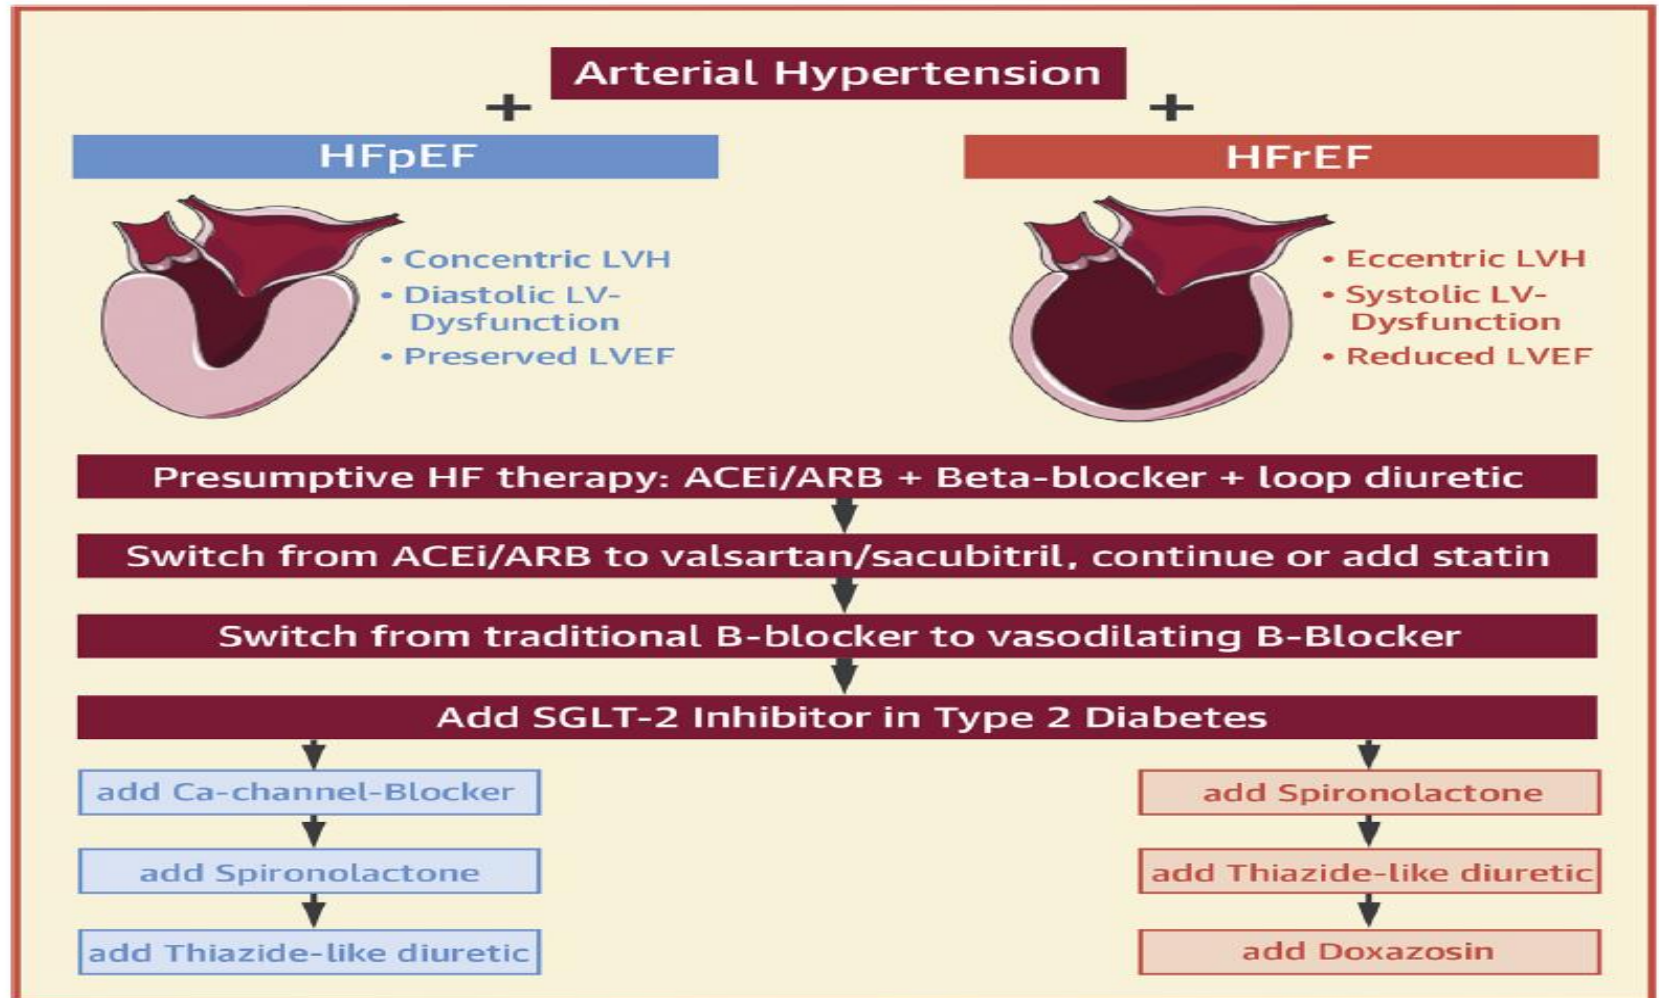 Arterial Hypertension
+ +
HFpEF
• Concentric LVH
• Diastolic LV-
Dysfunction
• Preserved LVEF
HFrEF
• Eccentric LVH
• Systolic LV-
Dysfunction
• Reduced LVEF
Presumptive HF therapy: ACEi/ARB + Beta-blocker + loop diuretic
Switch from ACEi/ARB to valsartan/sacubitril, continue or add statin
Switch from traditional B-blocker to vasodilating B-Blocker
Add SGLT-2 Inhibitor in Type 2 Diabetes
add Ca-channel-Blocker
add Spironolactone
add Thiazide-like diuretic
add Spironolactone
add Thiazide-like diuretic
add Doxazosin